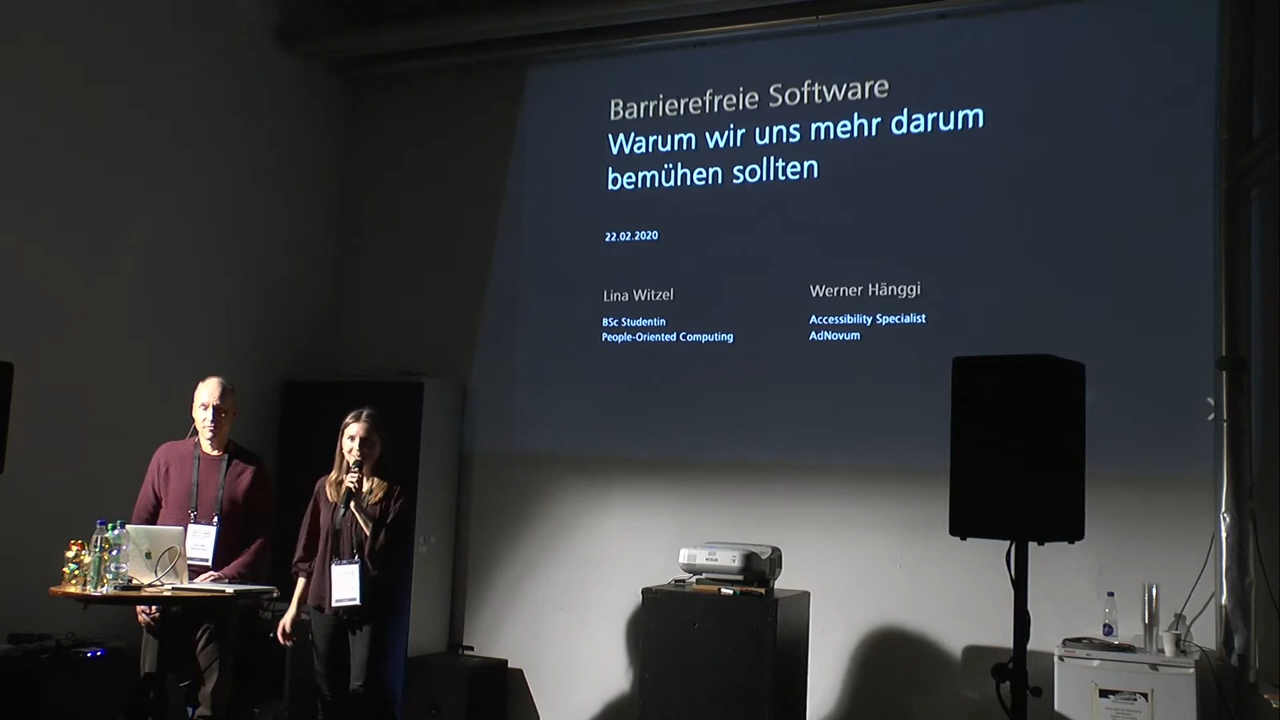 Barrierefreie Software
Warum wir uns mehr darum
bemühen sollten
22.02.2020
Lina Witzel
BSc Studentin
People-Oriented Computing
Werner Hänggi
Accessibility Specialist
AdNovum
EPSON